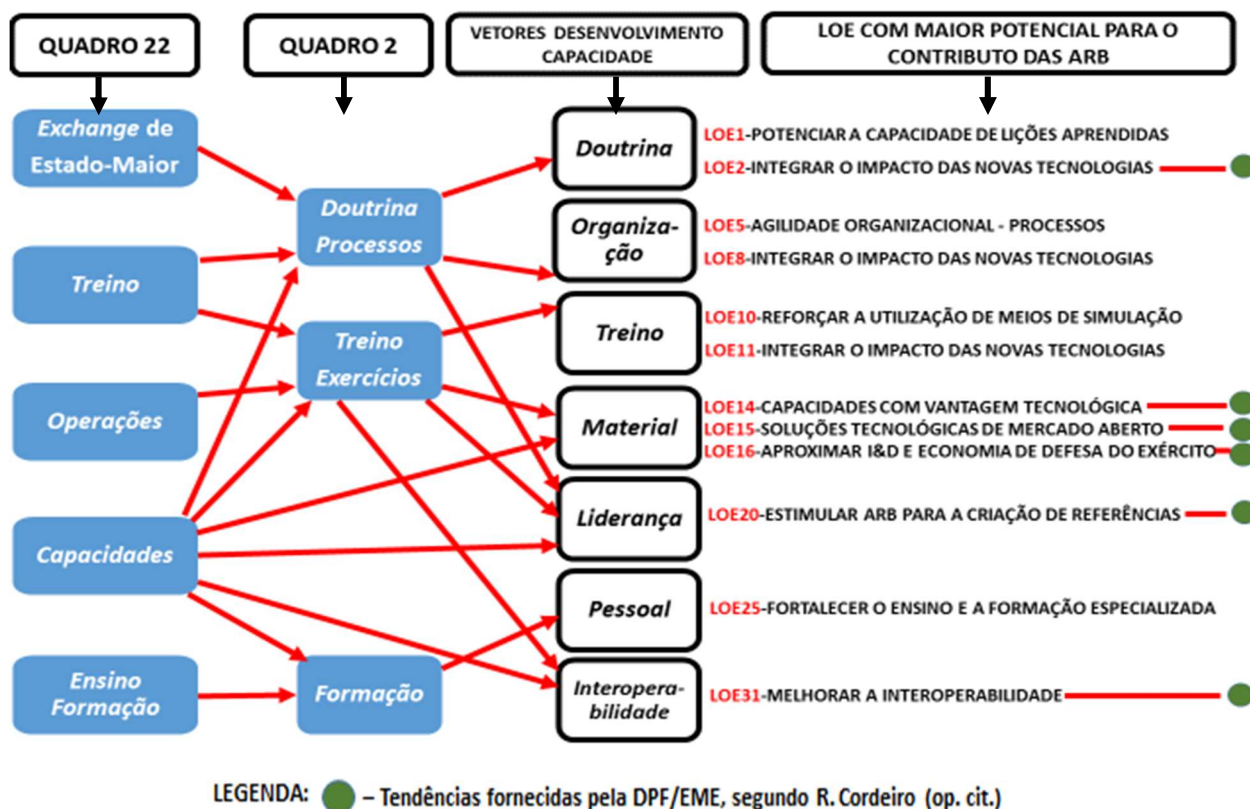 QUADRO 22
QUADRO 2
VETORES DESENVOLVIMENTO
CAPACIDADE
LOE COM MAIOR POTENCIAL PARA O
CONTRIBUTO DAS ARB
Exchange de
Estado-Maior
Treino
Operações
Capacidades
Ensino
Formação
Doutrina
Processos
Treino
Exercícios
Formação
Doutrina
LOE1-POTENCIAR A CAPACIDADE DE LIÇÕES APRENDIDAS
LOE2-INTEGRAR O IMPACTO DAS NOVAS TECNOLOGIAS
Organiza-
ção
LOE5-AGILIDADE ORGANIZACIONAL - PROCESSOS
LOE8-INTEGRAR O IMPACTO DAS NOVAS TECNOLOGIAS
Treino
LOE10-REFORÇAR A UTILIZAÇÃO DE MEIOS DE SIMULAÇÃO
LOE11-INTEGRAR O IMPACTO DAS NOVAS TECNOLOGIAS
Material
LOE14-CAPACIDADES COM VANTAGEM TECNOLÓGICA
LOE15-SOLUÇÕES TECNOLÓGICAS DE MERCADO ABERTO
LOE16-APROXIMAR I&D E ECONOMIA DE DEFESA DO EXÉRCITO
Liderança
LOE20-ESTIMULAR ARB PARA A CRIAÇÃO DE REFERÊNCIAS
Pessoal
LOE25-FORTALECER O ENSINO E A FORMAÇÃO ESPECIALIZADA
Interopera-
bilidade
LOE31-MELHORAR A INTEROPERABILIDADE
LEGENDA: – Tendências fornecidas pela DPF/EME, segundo R. Cordeiro (op. cit.)